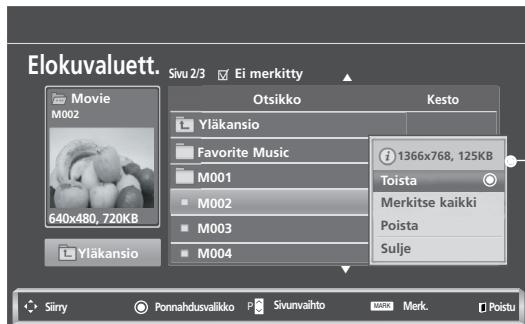 Elokuvaluett. Sivu 2/3 Ei merkitty
Movie
M002
640x480, 720KB
Yläkansio
Otsikko Kesto
Yläkansio
Favorite Music
M001
M002
M003
M004
1366x768, 125KB
Toista
Merkitse kaikki
Poista
Sulje
Siirry Ponnahdusvalikko P Sivunvaihto MARK Merk. Poistu